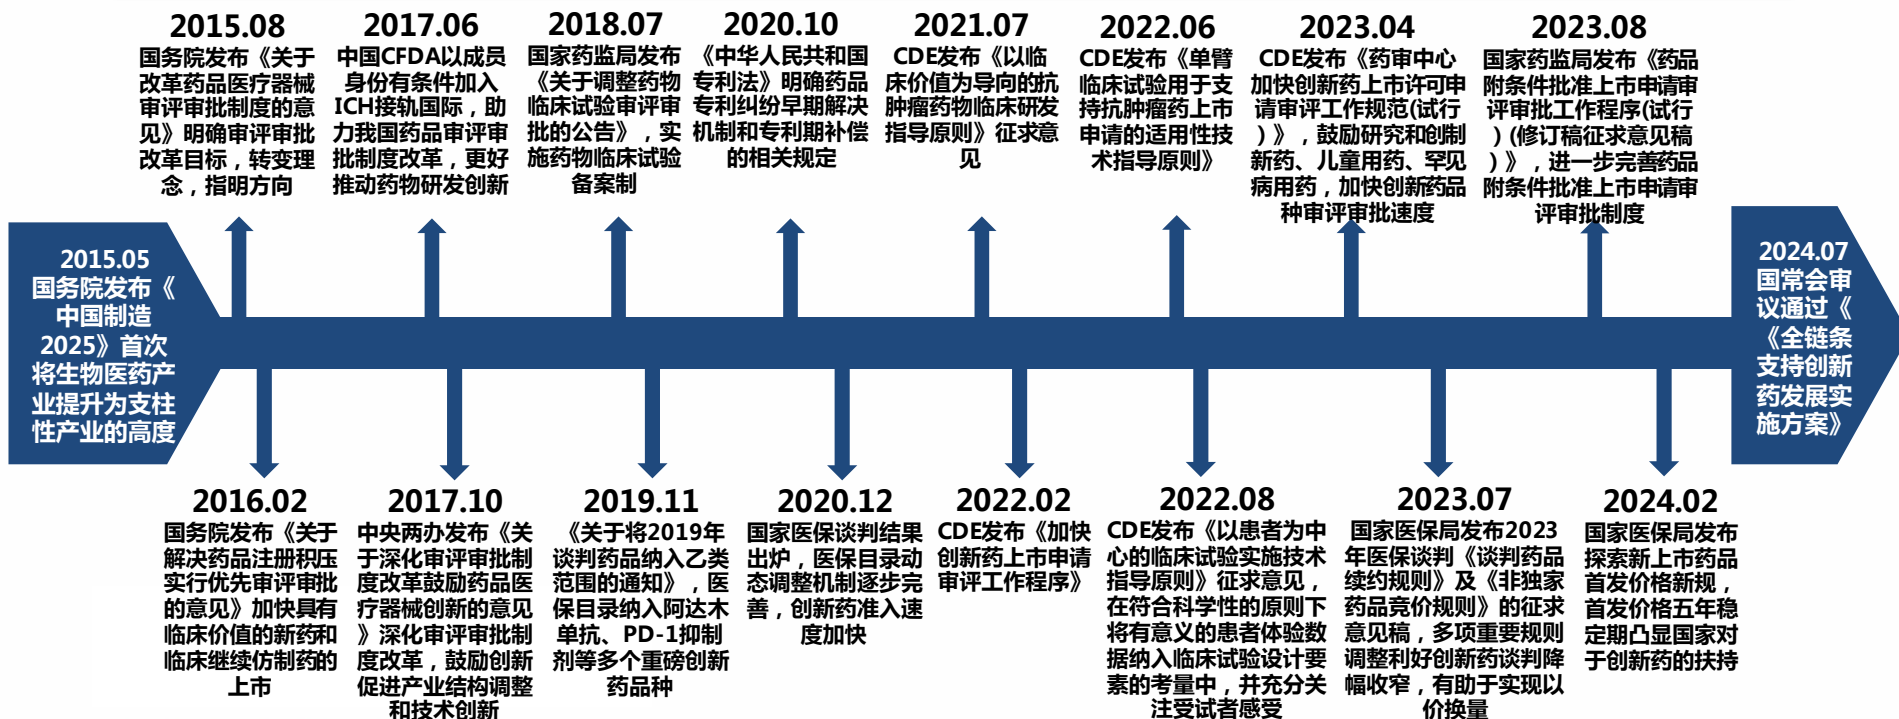 2015.08
国务院发布《关于
改革药品医疗器械
审评审批制度的意
见》明确审评审批
改革目标，转变理
念，指明方向
2017.06
中国CFDA以成员
身份有条件加入
ICH接轨国际，助
力我国药品审评审
批制度改革，更好
推动药物研发创新
2018.07
国家药监局发布
《关于调整药物
临床试验审评审
批的公告》，实
施药物临床试验
备案制
2020.10
《中华人民共和国
专利法》明确药品
专利纠纷早期解决
机制和专利期补偿
的相关规定
2021.07
CDE发布《以临
床价值为导向的抗
肿瘤药物临床研发
指导原则》征求意
见
2022.06
CDE发布《单臂
临床试验用于支
持抗肿瘤药上市
申请的适用性技
术指导原则》
2023.04
CDE发布《药审中心
加快创新药上市许可申
请审评工作规范(试行
)》，鼓励研究和创制
新药、儿童用药、罕见
病用药，加快创新药品
种审评审批速度
2023.08
国家药监局发布《药品
附条件批准上市申请审
评审批工作程序(试行
)(修订稿征求意见稿
)》，进一步完善药品
附条件批准上市申请审
评审批制度
2015.05
国务院发布《
中国制造
2025》首次
将生物医药产
业提升为支柱
性产业的高度
2024.07
国常会审
议通过《
《全链条
支持创新
药发展实
施方案》
2016.02
国务院发布《关于
解决药品注册积压
实行优先审评审批
的意见》加快具有
临床价值的新药和
临床继续仿制药的
上市
2017.10
中央两办发布《关
于深化审评审批制
度改革鼓励药品医
疗器械创新的意见
》深化审评审批制
度改革，鼓励创新
促进产业结构调整
和技术创新
2019.11
《关于将2019年
谈判药品纳入乙类
范围的通知》，医
保目录纳入阿达木
单抗、PD-1抑制
剂等多个重磅创新
药品种
2020.12
国家医保谈判结果
出炉，医保目录动
态调整机制逐步完
善，创新药准入速
度加快
2022.02
CDE发布《加快
创新药上市申请
审评工作程序》
2022.08
CDE发布《以患者为中
心的临床试验实施技术
指导原则》征求意见，
在符合科学性的原则下
将有意义的患者体验数
据纳入临床试验设计要
素的考量中，并充分关
注受试者感受
2023.07
国家医保局发布2023
年医保谈判《谈判药品
续约规则》及《非独家
药品竞价规则》的征求
意见稿，多项重要规则
调整利好创新药谈判降
幅收窄，有助于实现以
价换量
2024.02
国家医保局发布
探索新上市药品
首发价格新规，
首发价格五年稳
定期凸显国家对
于创新药的扶持